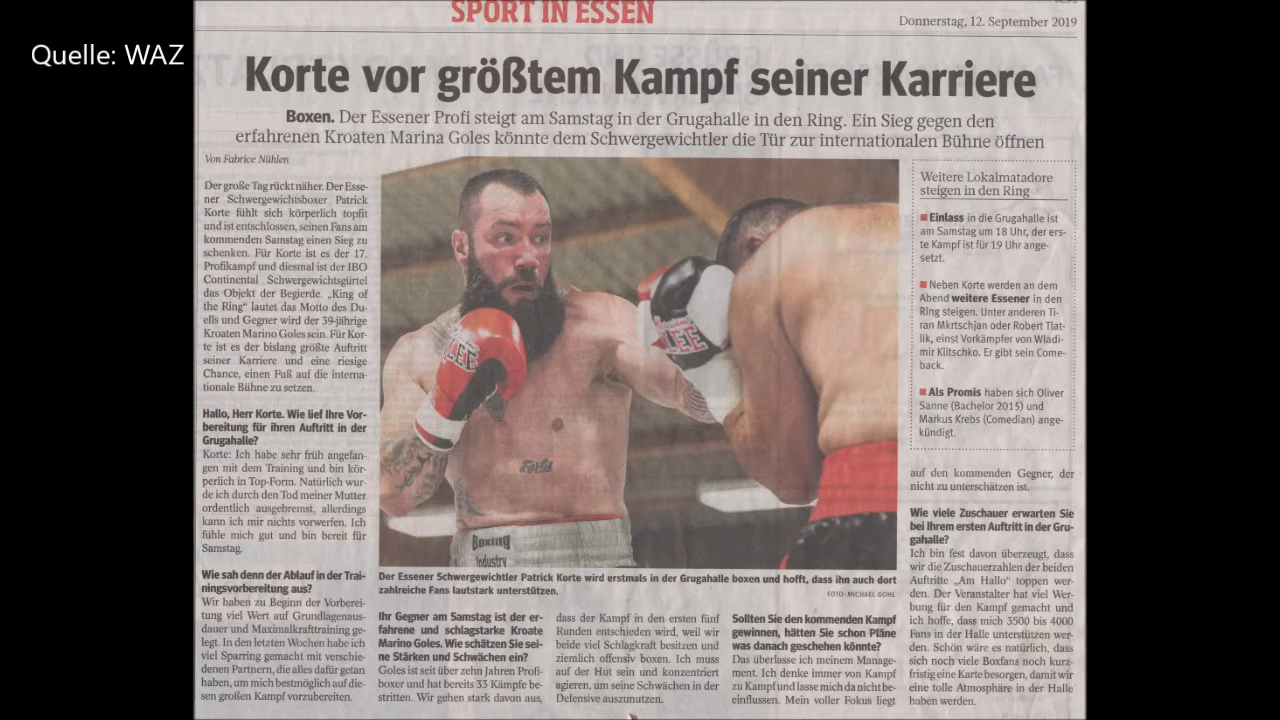 SPORT IN ESSEN
Donnerstag, 12. September 2019
Quelle: WAZ
Korte vor größtem Kampf seiner Karriere
Boxen. Der Essener Profi steigt am Samstag in der Grugahalle in den Ring. Ein Sieg gegen den
erfahrenen Kroaten Marina Goles könnte dem Schwergewichtler die Tür zur internationalen Bühne öffnen
Von Fabrice Nühlen
Der große Tag rückt näher. Der Esse-
ner Schwergewichtsboxer Patrick
Korte fühlt sich körperlich topfit
und ist entschlossen, seinen Fans am
kommenden Samstag einen Sieg zu
schenken. Für Korte ist es der 17.
Profikampf und diesmal ist der IBO
Continental Schwergewichtsgürtel
das Objekt der Begierde. „King of
the Ring“ lautet das Motto des Du-
ells und Gegner wird der 39-jährige
Kroaten Marino Goles sein. Für Kor-
te ist es der bislang größte Auftritt
seiner Karriere und eine riesige
Chance, einen Fuß auf die interna-
tionale Bühne zu setzen.
Hallo, Herr Korte. Wie lief Ihre Vor-
bereitung für ihren Auftritt in der
Grugahalle?
Korte: Ich habe sehr früh angefan-
gen mit dem Training und bin kör-
perlich in Top-Form. Natürlich wur-
de ich durch den Tod meiner Mutter
ordentlich ausgebremst, allerdings
kann ich mir nichts vorwerfen. Ich
fühle mich gut und bin bereit für
Samstag.
Wie sah denn der Ablauf in der Trai-
ningsvorbereitung aus?
Wir haben zu Beginn der Vorberei-
tung viel Wert auf Grundlagenaus-
dauer und Maximalkrafttraining ge-
legt. In den letzten Wochen habe ich
viel Sparring gemacht mit verschie-
denen Partnern, die alles dafür getan
haben, um mich bestmöglich auf die-
sen großen Kampf vorzubereiten.
LEE
LEE
Fortis
Boxing
Industry
Der Essener Schwergewichtler Patrick Korte wird erstmals in der Grugahalle boxen und hofft, dass ihn auch dort
zahlreiche Fans lautstark unterstützen.
FOTO: MICHAEL GOHL
Ihr Gegner am Samstag ist der er-
fahrene und schlagstarke Kroate
Marino Goles. Wie schätzen Sie sei-
ne Stärken und Schwächen ein?
Goles ist seit über zehn Jahren Profi-
boxer und hat bereits 33 Kämpfe be-
stritten. Wir gehen stark davon aus,
dass der Kampf in den ersten fünf
Runden entschieden wird, weil wir
beide viel Schlagkraft besitzen und
ziemlich offensiv boxen. Ich muss
auf der Hut sein und konzentriert
agieren, um seine Schwächen in der
Defensive auszunutzen.
Sollten Sie den kommenden Kampf
gewinnen, hätten Sie schon Pläne
was danach geschehen könnte?
Das überlasse ich meinem Manage-
ment. Ich denke immer von Kampf
zu Kampf und lasse mich da nicht be-
einflussen. Mein voller Fokus liegt
Weitere Lokalmatadore
steigen in den Ring
Einlass in die Grugahalle ist
am Samstag um 18 Uhr, der ers-
te Kampf ist für 19 Uhr ange-
setzt.
Neben Korte werden an dem
Abend weitere Essener in den
Ring steigen. Unter anderen Ti-
ran Mkrtschjan oder Robert Tlat-
lik, einst Vorkämpfer von Wladi-
mir Klitschko. Er gibt sein Come-
back.
Als Promis haben sich Oliver
Sanne (Bachelor 2015) und
Markus Krebs (Comedian) ange-
kündigt.
auf den kommenden Gegner, der
nicht zu unterschätzen ist.
Wie viele Zuschauer erwarten Sie
bei Ihrem ersten Auftritt in der Gru-
gahalle?
Ich bin fest davon überzeugt, dass
wir die Zuschauerzahlen der beiden
Auftritte „Am Hallo“ toppen wer-
den. Der Veranstalter hat viel Wer-
bung für den Kampf gemacht und
ich hoffe, dass mich 3500 bis 4000
Fans in der Halle unterstützen wer-
den. Schön wäre es natürlich, dass
sich noch viele Boxfans noch kurz-
fristig eine Karte besorgen, damit wir
eine tolle Atmosphäre in der Halle
haben werden.